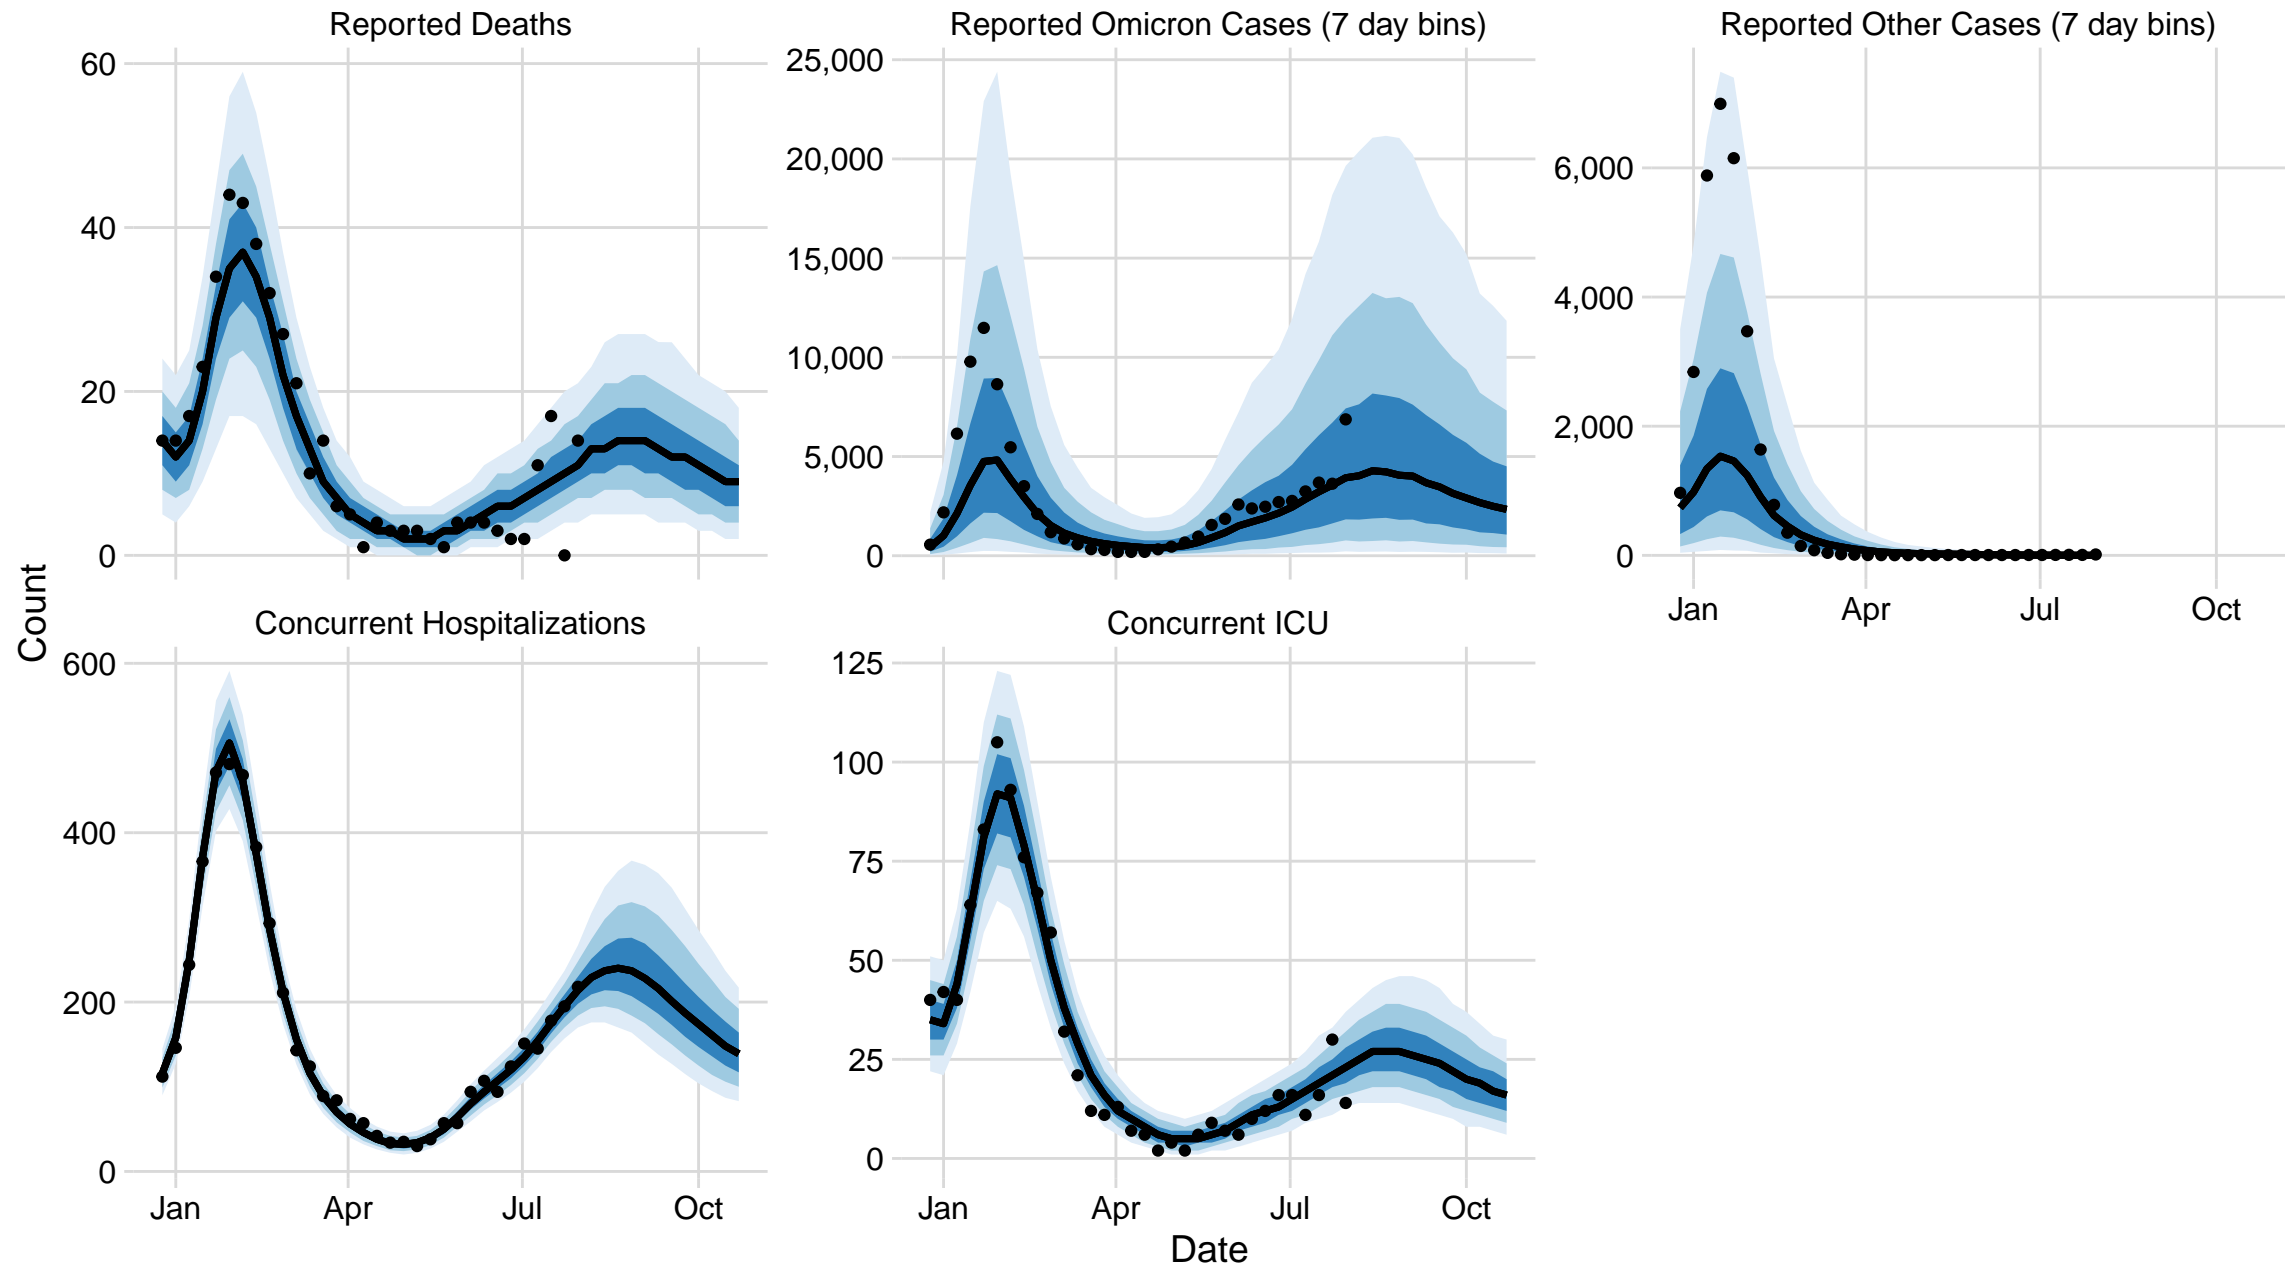 Reported Deaths
60
40
20
0
Reported Omicron Cases (7 day bins)
25,000
20,000
15,000
10,000
5,000
0
Reported Other Cases (7 day bins)
6,000
4,000
2,000
0
Jan Apr Jul Oct
Count
Concurrent Hospitalizations
600
400
200
0
Jan Apr Jul Oct
Concurrent ICU
125
100
75
50
25
0
Jan Apr Jul Oct
Date